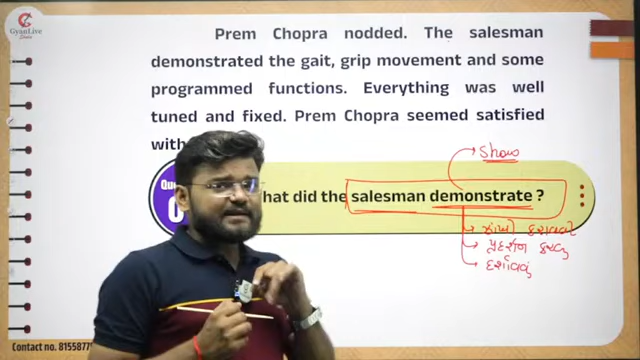 GyanLive
Prem Chopra nodded. The salesman
demonstrated the gait, grip movement and some
programmed functions. Everything was well
tuned and fixed. Prem Chopra seemed satisfied
with
Show
Que
hat did the salesman demonstrate ?
પ્રદર્શન કરવું
દર્શાવવું
Contact no. 815587